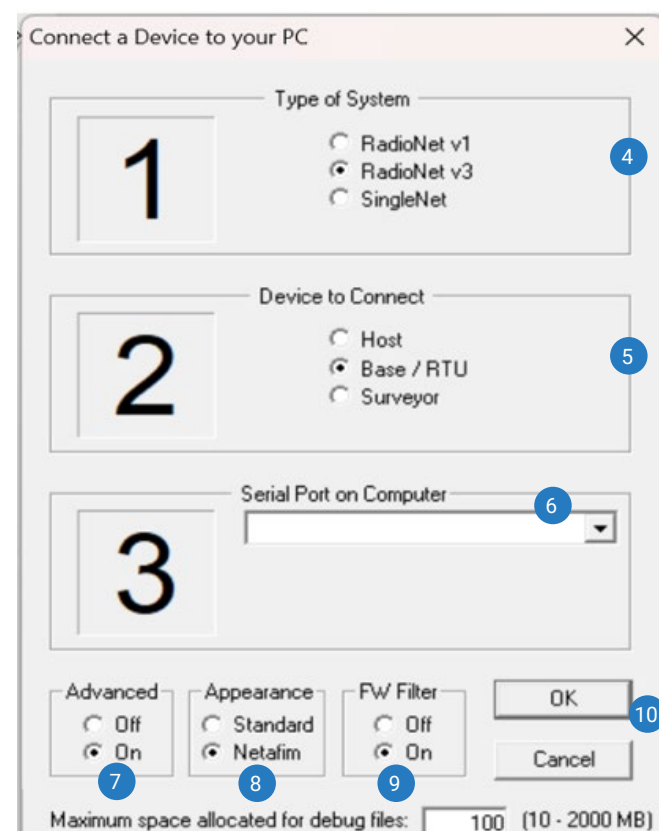 Connect a Device to your PC
Type of System
1
RadioNet v1
RadioNet v3
SingleNet
4
Device to Connect
2
Host
Base / RTU
Surveyor
5
Serial Port on Computer
6
3
Advanced
Off
On
7
Appearance
Standard
Netafim
8
FW Filter
Off
On
9
OK
10
Cancel
Maximum space allocated for debug files: 100 (10 - 2000 MB)